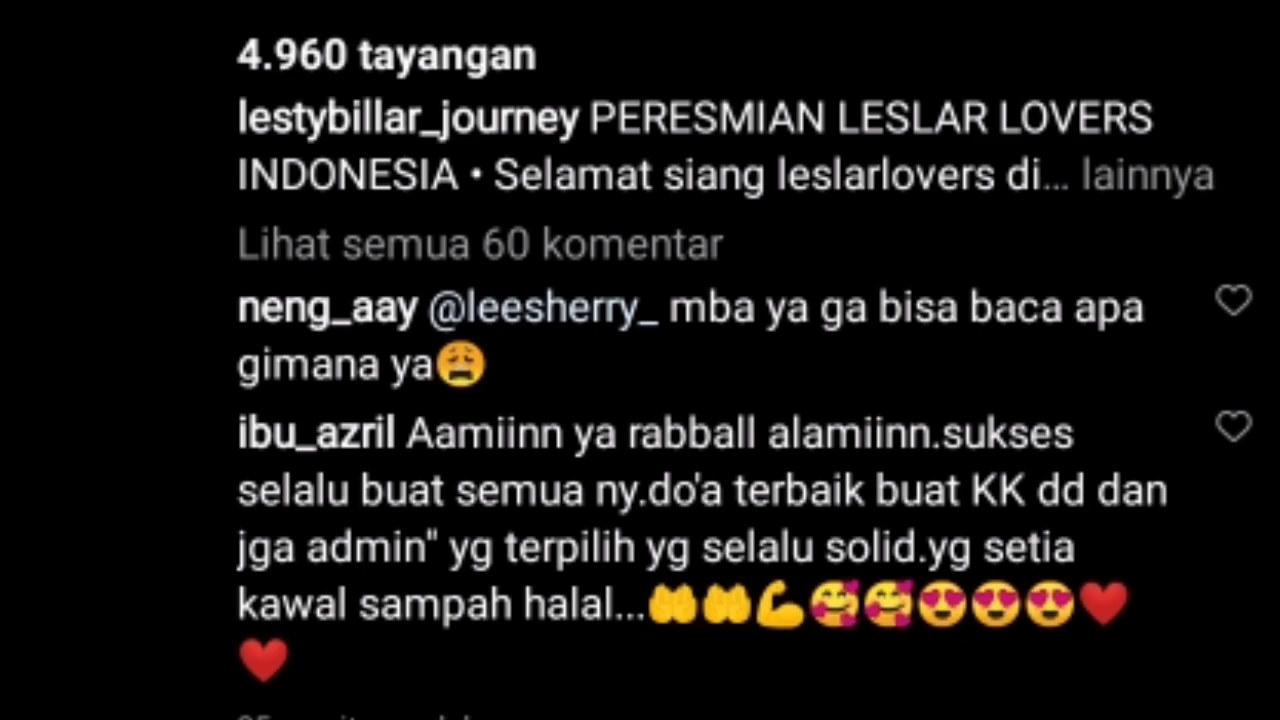 4.960 tayangan
lestybillar_journey PERESMIAN LESLAR LOVERS
INDONESIA • Selamat siang leslarlovers di... lainnya
Lihat semua 60 komentar
neng_aay @leesherry_ mba ya ga bisa baca apa
gimana ya😩
ibu_azril Aamiinn ya rabball alamiinn.sukses
selalu buat semua ny.do'a terbaik buat KK dd dan
jga admin" yg terpilih yg selalu solid.yg setia
kawal sampah halal...🤲🤲💪🥰🥰😍😍😍❤️
❤️